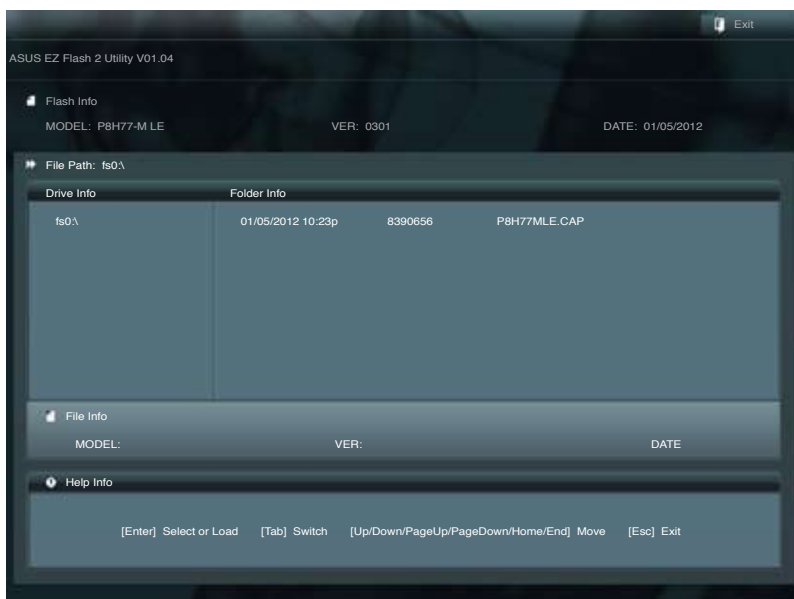 Exit
ASUS EZ Flash 2 Utility V01.04
Flash Info
MODEL: P8H77-M LE VER: 0301 DATE: 01/05/2012
File Path: fs0:\
Drive Info Folder Info
fs0:\ 01/05/2012 10:23p 8390656 P8H77MLE.CAP
File Info
MODEL: VER: DATE
Help Info
[Enter] Select or Load [Tab] Switch [Up/Down/PageUp/PageDown/Home/End] Move [Esc] Exit